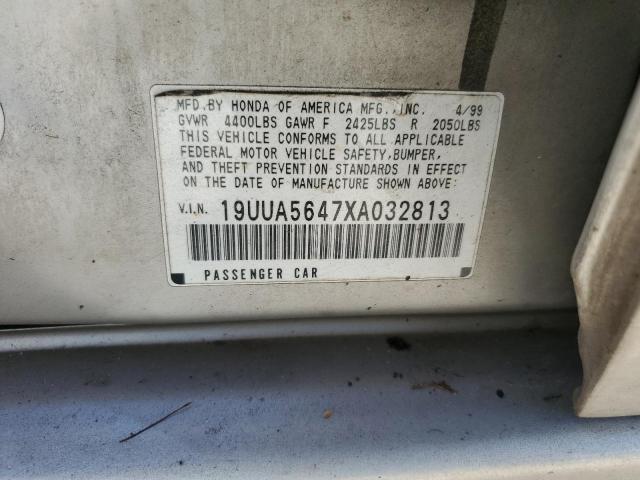 MFD. BY HONDA OF AMERICA MFG., INC. 4/99
GVWR 4400LBS GAWR F 2425LBS R 2050LBS
THIS VEHICLE CONFORMS TO ALL APPLICABLE
FEDERAL MOTOR VEHICLE SAFETY, BUMPER,
AND THEFT PREVENTION STANDARDS IN EFFECT
ON THE DATE OF MANUFACTURE SHOWN ABOVE:
V.I.N. 19UUA5647XA032813
PASSENGER CAR